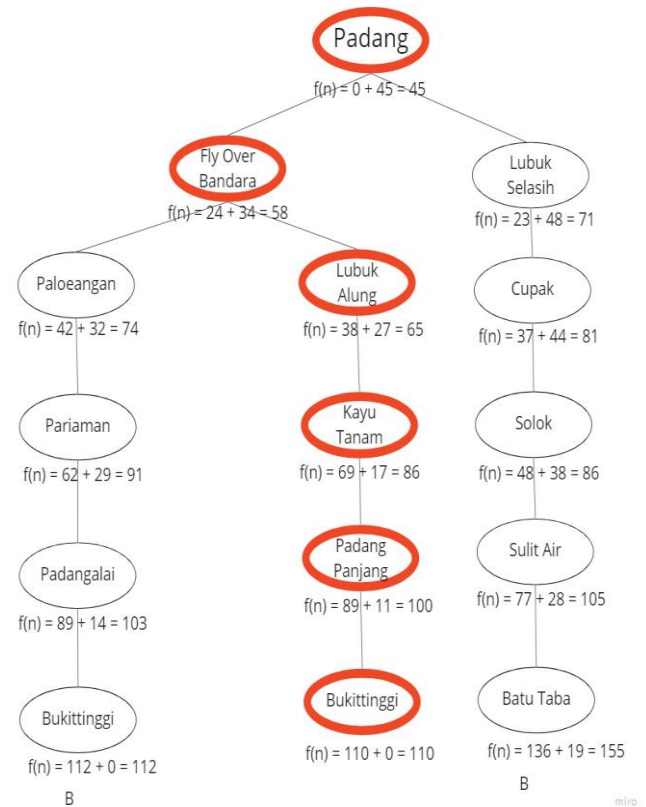 Padang
f(n) = 0 + 45 = 45
Fly Over
Bandara
f(n) = 24 + 34 = 58
Lubuk
Selasih
f(n) = 23 + 48 = 71
Paloeangan
f(n) = 42 + 32 = 74
Lubuk
Alung
f(n) = 38 + 27 = 65
Cupak
f(n) = 37 + 44 = 81
Pariaman
f(n) = 62 + 29 = 91
Kayu
Tanam
f(n) = 69 + 17 = 86
Solok
f(n) = 48 + 38 = 86
Padangalai
f(n) = 89 + 14 = 103
Padang
Panjang
f(n) = 89 + 11 = 100
Sulit Air
f(n) = 77 + 28 = 105
Bukittinggi
f(n) = 112 + 0 = 112
B
Bukittinggi
f(n) = 110 + 0 = 110
Batu Taba
f(n) = 136 + 19 = 155
B
miro